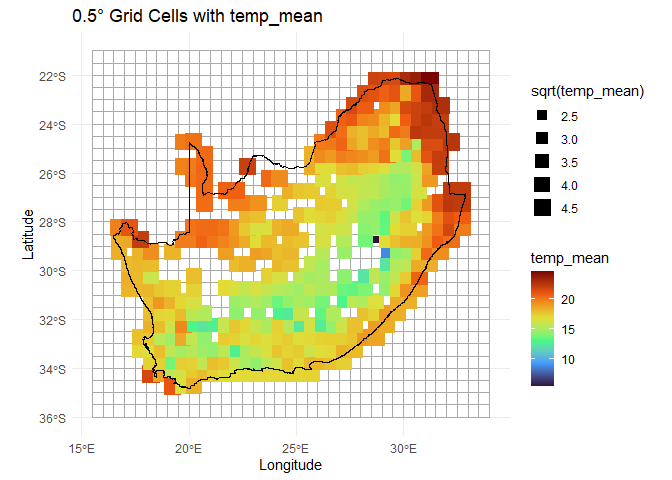 0.5° Grid Cells with temp_mean
22°S
24°S
26°S
28°S
30°S
32°S
34°S
36°S
Latitude
15°E
20°E
25°E
30°E
Longitude
sqrt(temp_mean)
2.5
3.0
3.5
4.0
4.5
temp_mean
20
15
10